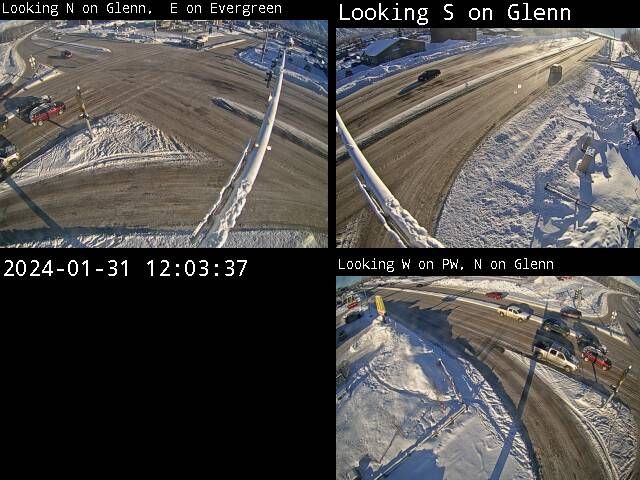 Looking N on Glenn,  E on Evergreen
Looking S on Glenn
2024-01-31 12:03:37
Looking W on PW, N on Glenn